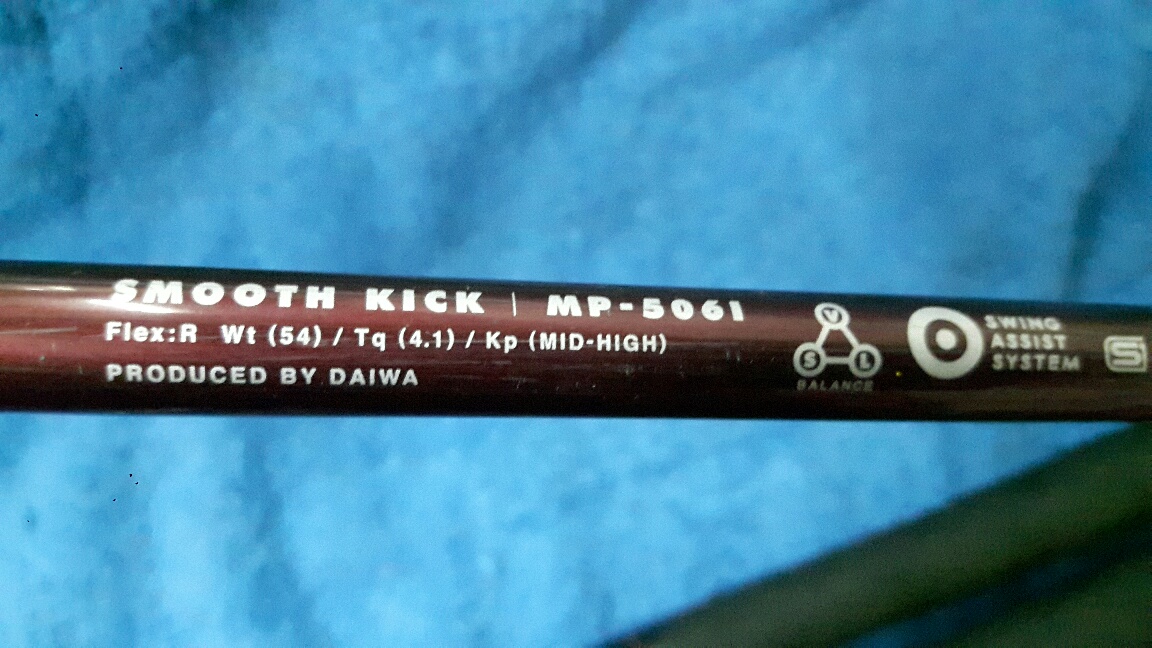 SMOOTH KICK | MP-506I
Flex:R Wt (54) / Tq (4.1) / Kp (MID-HIGH)
PRODUCED BY DAIWA
V
S L
BALANCE
SWING
ASSIST
SYSTEM
S